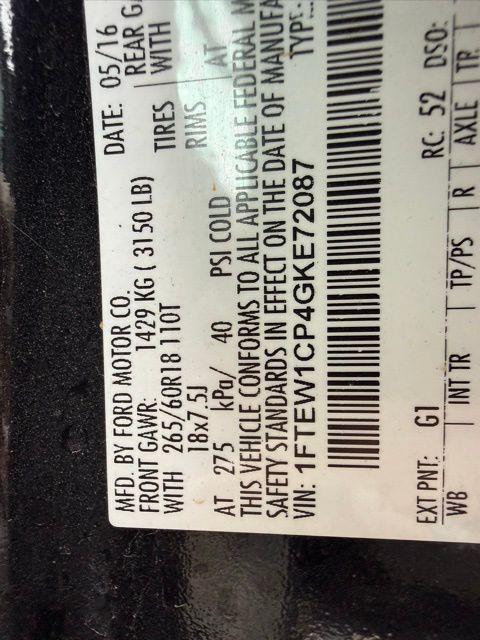 MFD. BY FORD MOTOR CO.
DATE: 05/16
FRONT GAWR: 1429 KG ( 3150 LB)
REAR G
WITH 265/60R18 110T TIRES
WITH
18x7.5J RIMS
AT 275 kPa/ 40 PSI COLD
AT
THIS VEHICLE CONFORMS TO ALL APPLICABLE FEDERAL M
SAFETY STANDARDS IN EFFECT ON THE DATE OF MANUFA
VIN: 1FTEW1CP4GKE72087
TYPE:
EXT PNT: G1 RC: 52 DSO:
WB INT TR TP/PS R AXLE TR